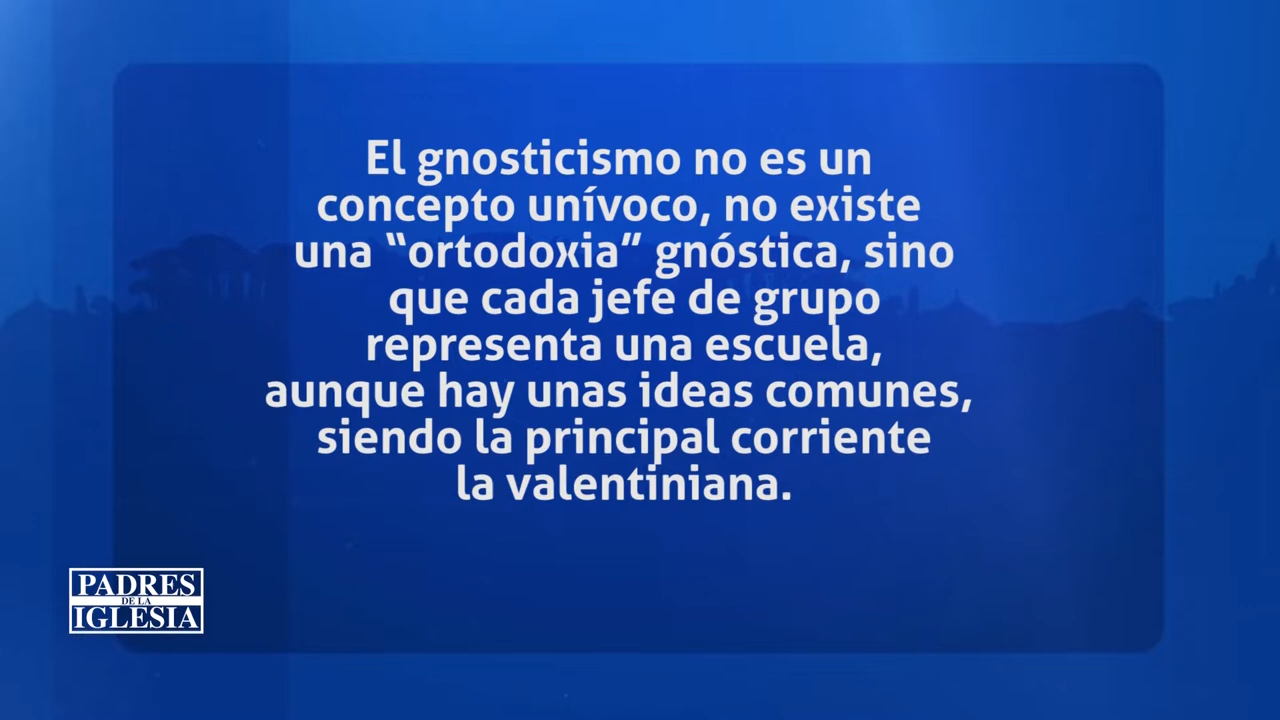 El gnosticismo no es un
concepto unívoco, no existe
una “ortodoxia” gnóstica, sino
que cada jefe de grupo
representa una escuela,
aunque hay unas ideas comunes,
siendo la principal corriente
la valentiniana.
PADRES
DE LA
IGLESIA